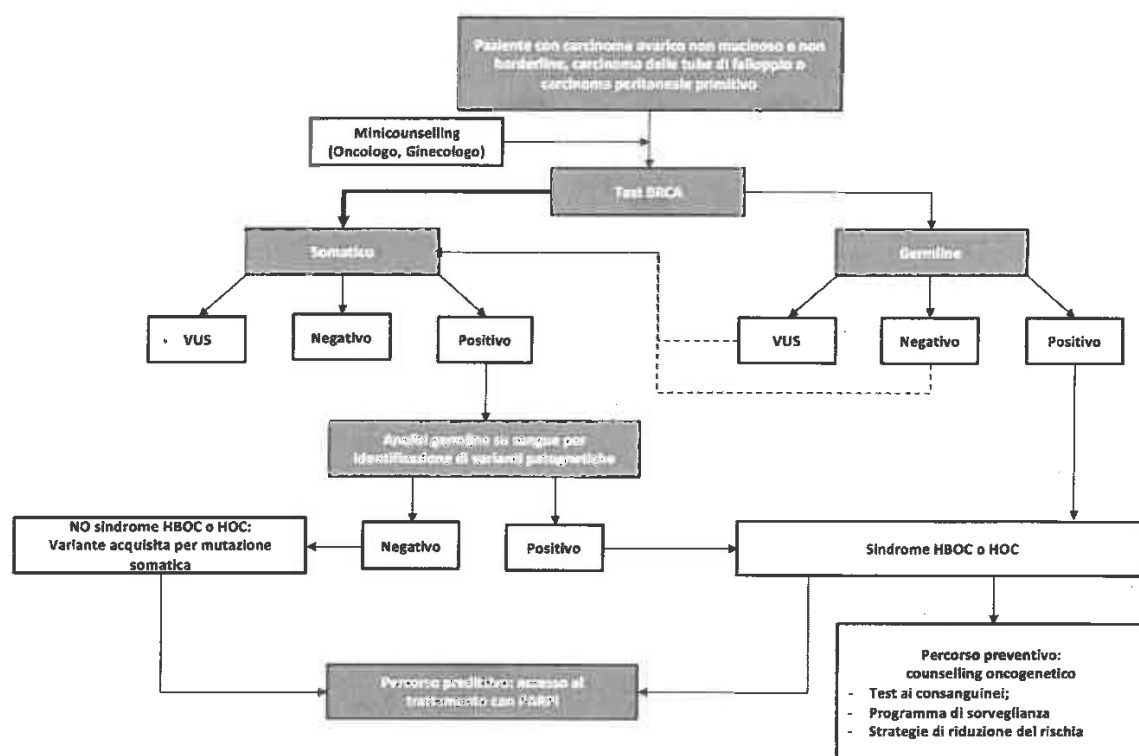 Paziente con carcinoma ovarico non mucinoso e non
borderline, carcinoma delle tube di falloppio o
carcinoma peritoneale primitivo
Minicounselling
(Oncologo, Ginecologo)
Test BRCA
Somatico
Germline
VUS
Negativo
Positivo
VUS
Negativo
Positivo
Analisi germline su sangue per
identificazione di varianti patogenetiche
NO sindrome HBOC o HOC:
Variante acquisita per mutazione
somatica
Negativo
Positivo
Sindrome HBOC o HOC
Percorso predittivo: accesso al
trattamento con PARPi
Percorso preventivo:
counselling oncogenetico
- Test ai consanguinei;
- Programma di sorveglianza
- Strategie di riduzione del rischia